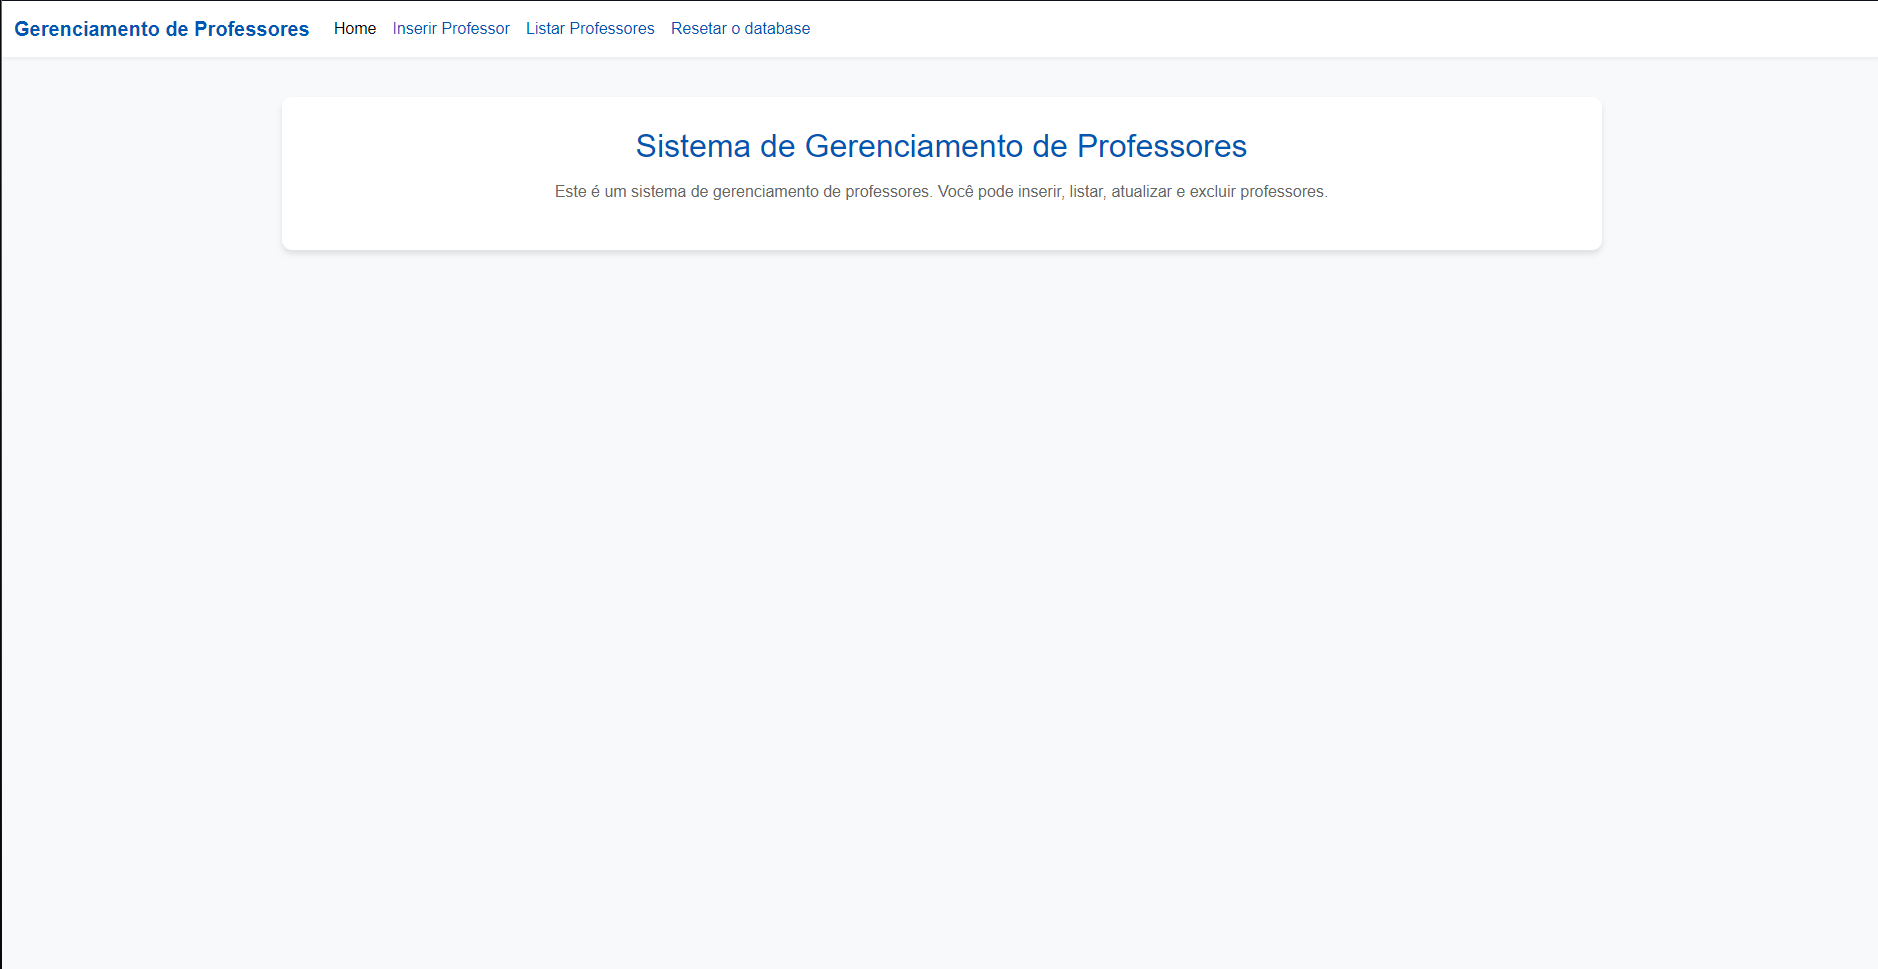 Gerenciamento de Professores Home Inserir Professor Listar Professores Resetar o database
Sistema de Gerenciamento de Professores
Este é um sistema de gerenciamento de professores. Você pode inserir, listar, atualizar e excluir professores.